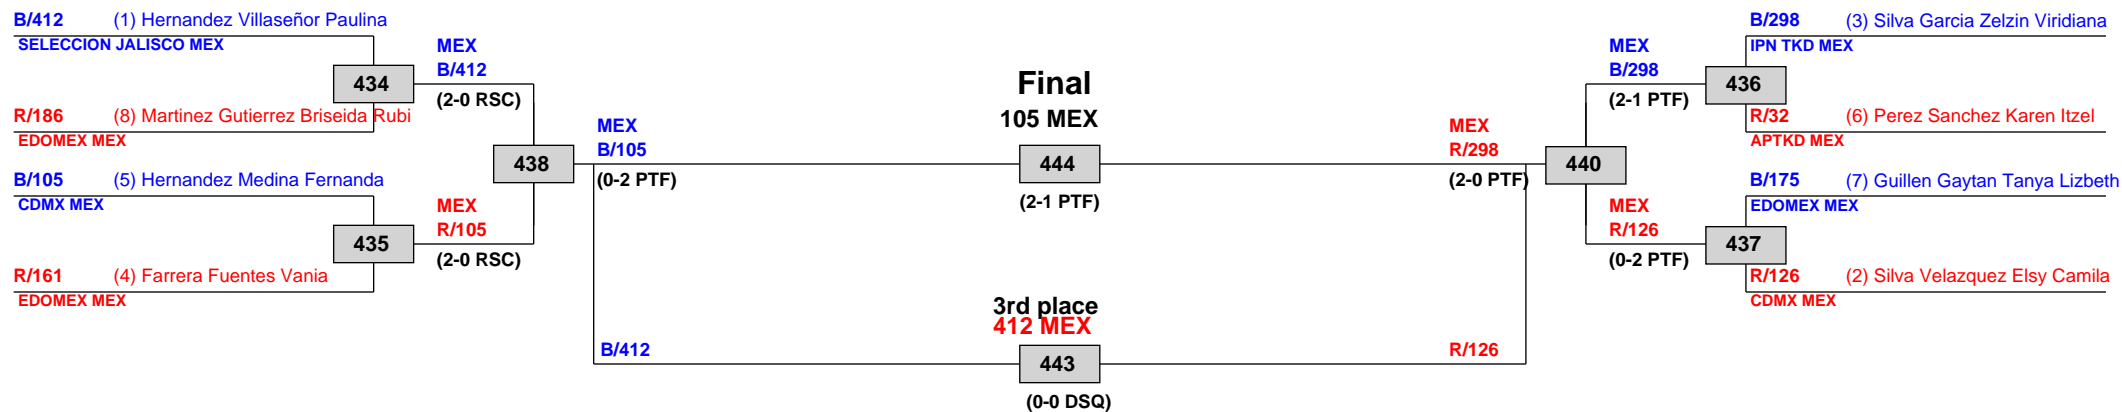 B/412 (1) Hernandez Villaseñor Paulina
SELECCION JALISCO MEX
434
R/186 (8) Martinez Gutierrez Briseida Rubi
EDOMEX MEX
MEX
B/412
(2-0 RSC)
B/105 (5) Hernandez Medina Fernanda
CDMX MEX
435
R/161 (4) Farrera Fuentes Vania
EDOMEX MEX
MEX
R/105
(2-0 RSC)
438
MEX
B/105
(0-2 PTF)
B/412
Final
105 MEX
444
(2-1 PTF)
3rd place
412 MEX
443
(0-0 DSQ)
MEX
R/298
(2-0 PTF)
R/126
440
MEX
B/298
(2-1 PTF)
MEX
R/126
(0-2 PTF)
B/298 (3) Silva Garcia Zelzin Viridiana
IPN TKD MEX
436
R/32 (6) Perez Sanchez Karen Itzel
APTKD MEX
B/175 (7) Guillen Gaytan Tanya Lizbeth
EDOMEX MEX
437
R/126 (2) Silva Velazquez Elsy Camila
CDMX MEX